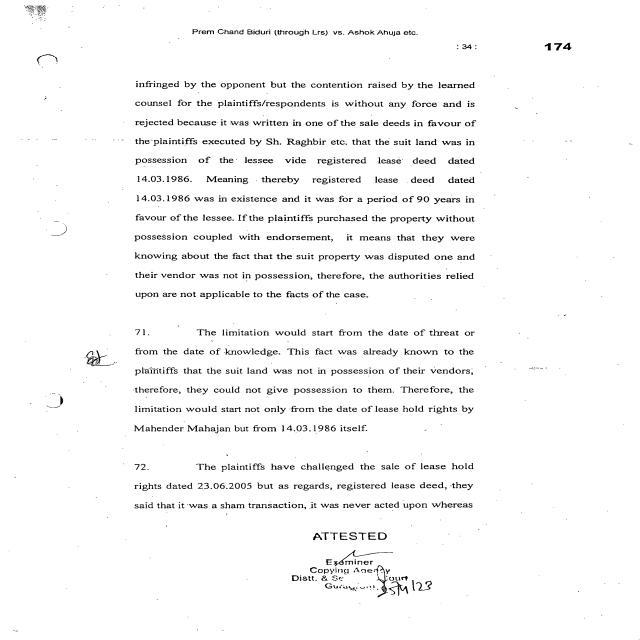 Prem Chand Biduri (through Lrs) vs. Ashok Ahuja etc.
: 34 :
174
infringed by the opponent but the contention raised by the learned
counsel for the plaintiffs/respondents is without any force and is
rejected because it was written in one of the sale deeds in favour of
the plaintiffs executed by Sh. Raghbir etc. that the suit land was in
possession of the lessee vide registered lease deed dated
14.03.1986. Meaning thereby registered lease deed dated
14.03.1986 was in existence and it was for a period of 90 years in
favour of the lessee. If the plaintiffs purchased the property without
possession coupled with endorsement, it means that they were
knowing about the fact that the suit property was disputed one and
their vendor was not in possession, therefore, the authorities relied
upon are not applicable to the facts of the case.
71. The limitation would start from the date of threat or
from the date of knowledge. This fact was already known to the
plaintiffs that the suit land was not in possession of their vendors,
therefore, they could not give possession to them. Therefore, the
limitation would start not only from the date of lease hold rights by
Mahender Mahajan but from 14.03.1986 itself.
72. The plaintiffs have challenged the sale of lease hold
rights dated 23.06.2005 but as regards, registered lease deed, they
said that it was a sham transaction, it was never acted upon whereas
ATTESTED
Examiner
Copying Agency
Distt. & Se Court